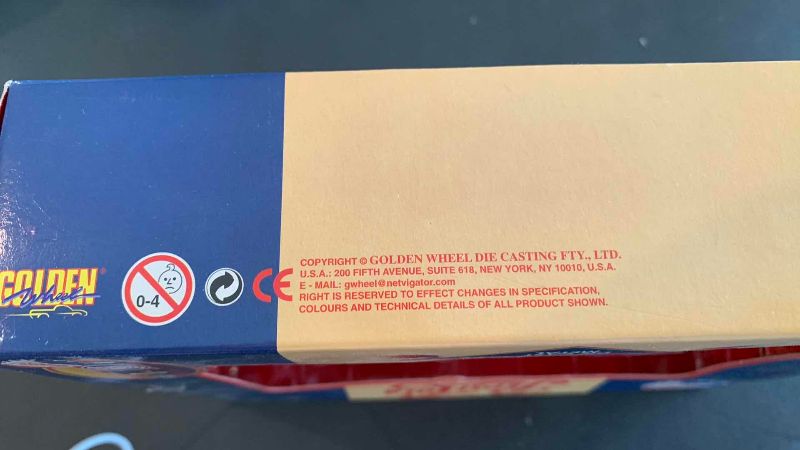 GOLDEN®
Wheel
0-4
CE
COPYRIGHT © GOLDEN WHEEL DIE CASTING FTY., LTD.
U.S.A.: 200 FIFTH AVENUE, SUITE 618, NEW YORK, NY 10010, U.S.A.
E - MAIL: gwheel@netvigator.com
RIGHT IS RESERVED TO EFFECT CHANGES IN SPECIFICATION,
COLOURS AND TECHNICAL DETAILS OF ALL PRODUCT SHOWN.